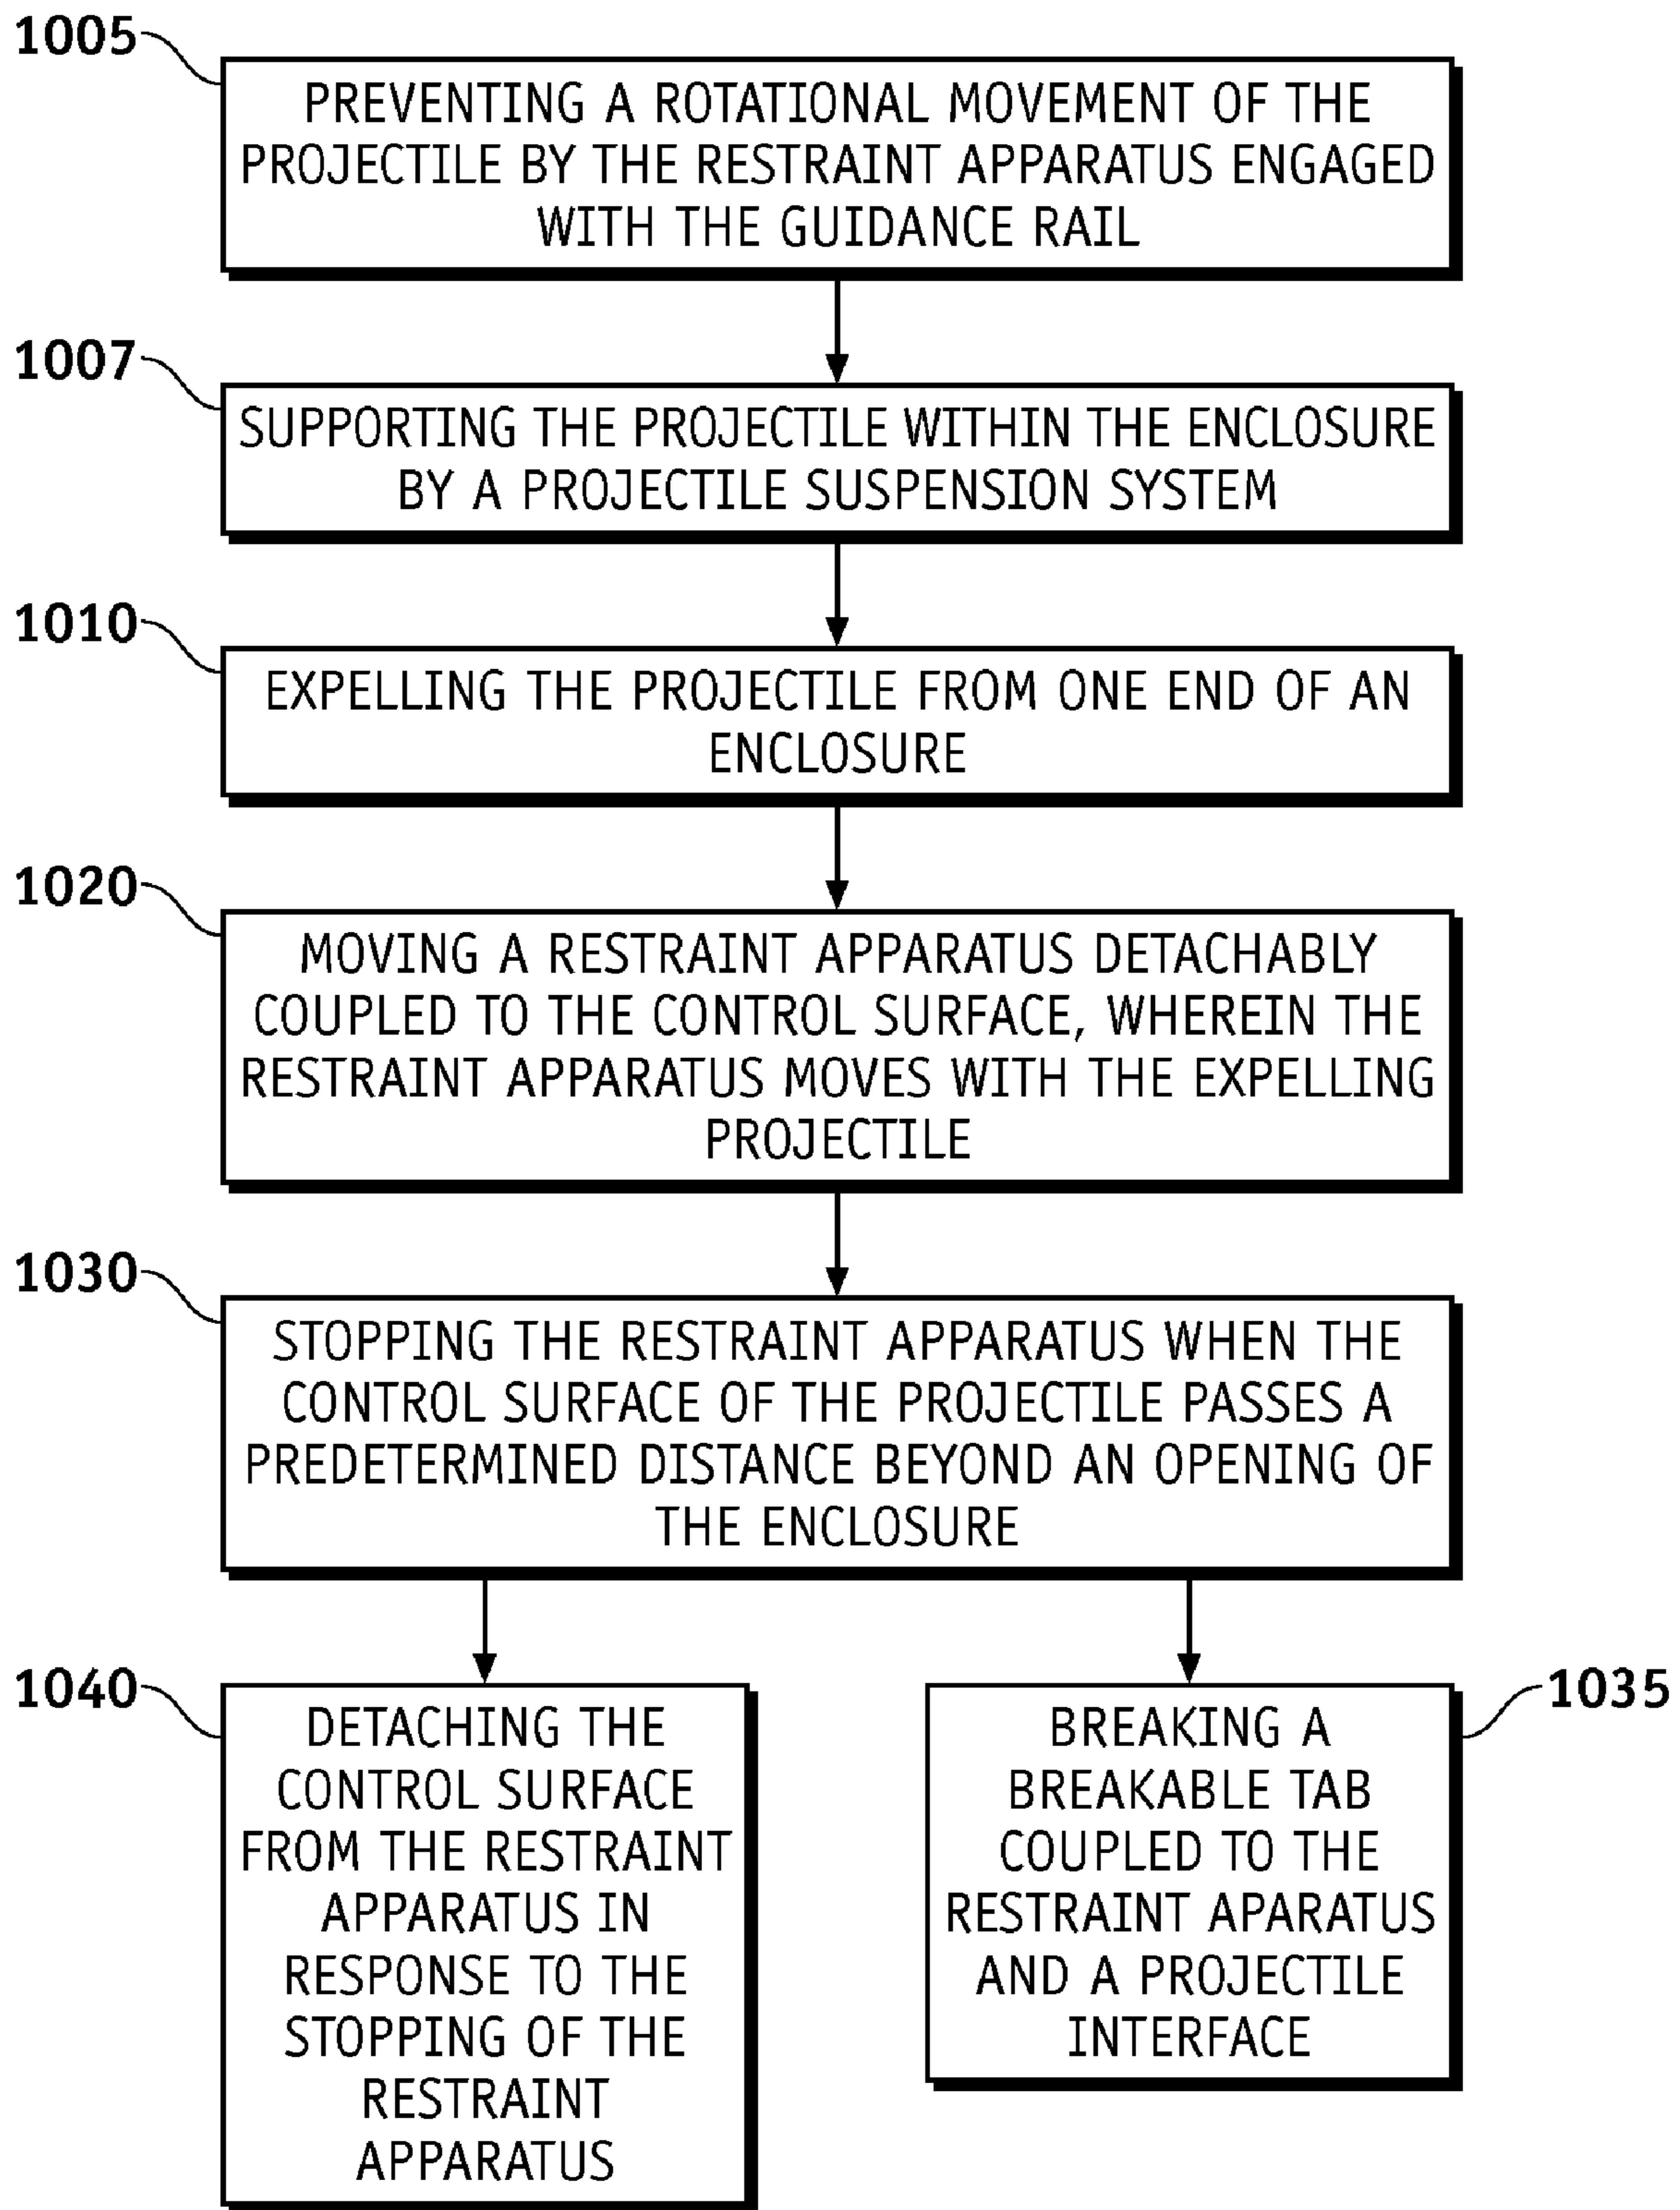 1005
PREVENTING A ROTATIONAL MOVEMENT OF THE
PROJECTILE BY THE RESTRAINT APPARATUS ENGAGED
WITH THE GUIDANCE RAIL
1007
SUPPORTING THE PROJECTILE WITHIN THE ENCLOSURE
BY A PROJECTILE SUSPENSION SYSTEM
1010
EXPELLING THE PROJECTILE FROM ONE END OF AN
ENCLOSURE
1020
MOVING A RESTRAINT APPARATUS DETACHABLY
COUPLED TO THE CONTROL SURFACE, WHEREIN THE
RESTRAINT APPARATUS MOVES WITH THE EXPELLING
PROJECTILE
1030
STOPPING THE RESTRAINT APPARATUS WHEN THE
CONTROL SURFACE OF THE PROJECTILE PASSES A
PREDETERMINED DISTANCE BEYOND AN OPENING OF
THE ENCLOSURE
1040
DETACHING THE
CONTROL SURFACE
FROM THE RESTRAINT
APPARATUS IN
RESPONSE TO THE
STOPPING OF THE
RESTRAINT
APPARATUS
1035
BREAKING A
BREAKABLE TAB
COUPLED TO THE
RESTRAINT APARATUS
AND A PROJECTILE
INTERFACE